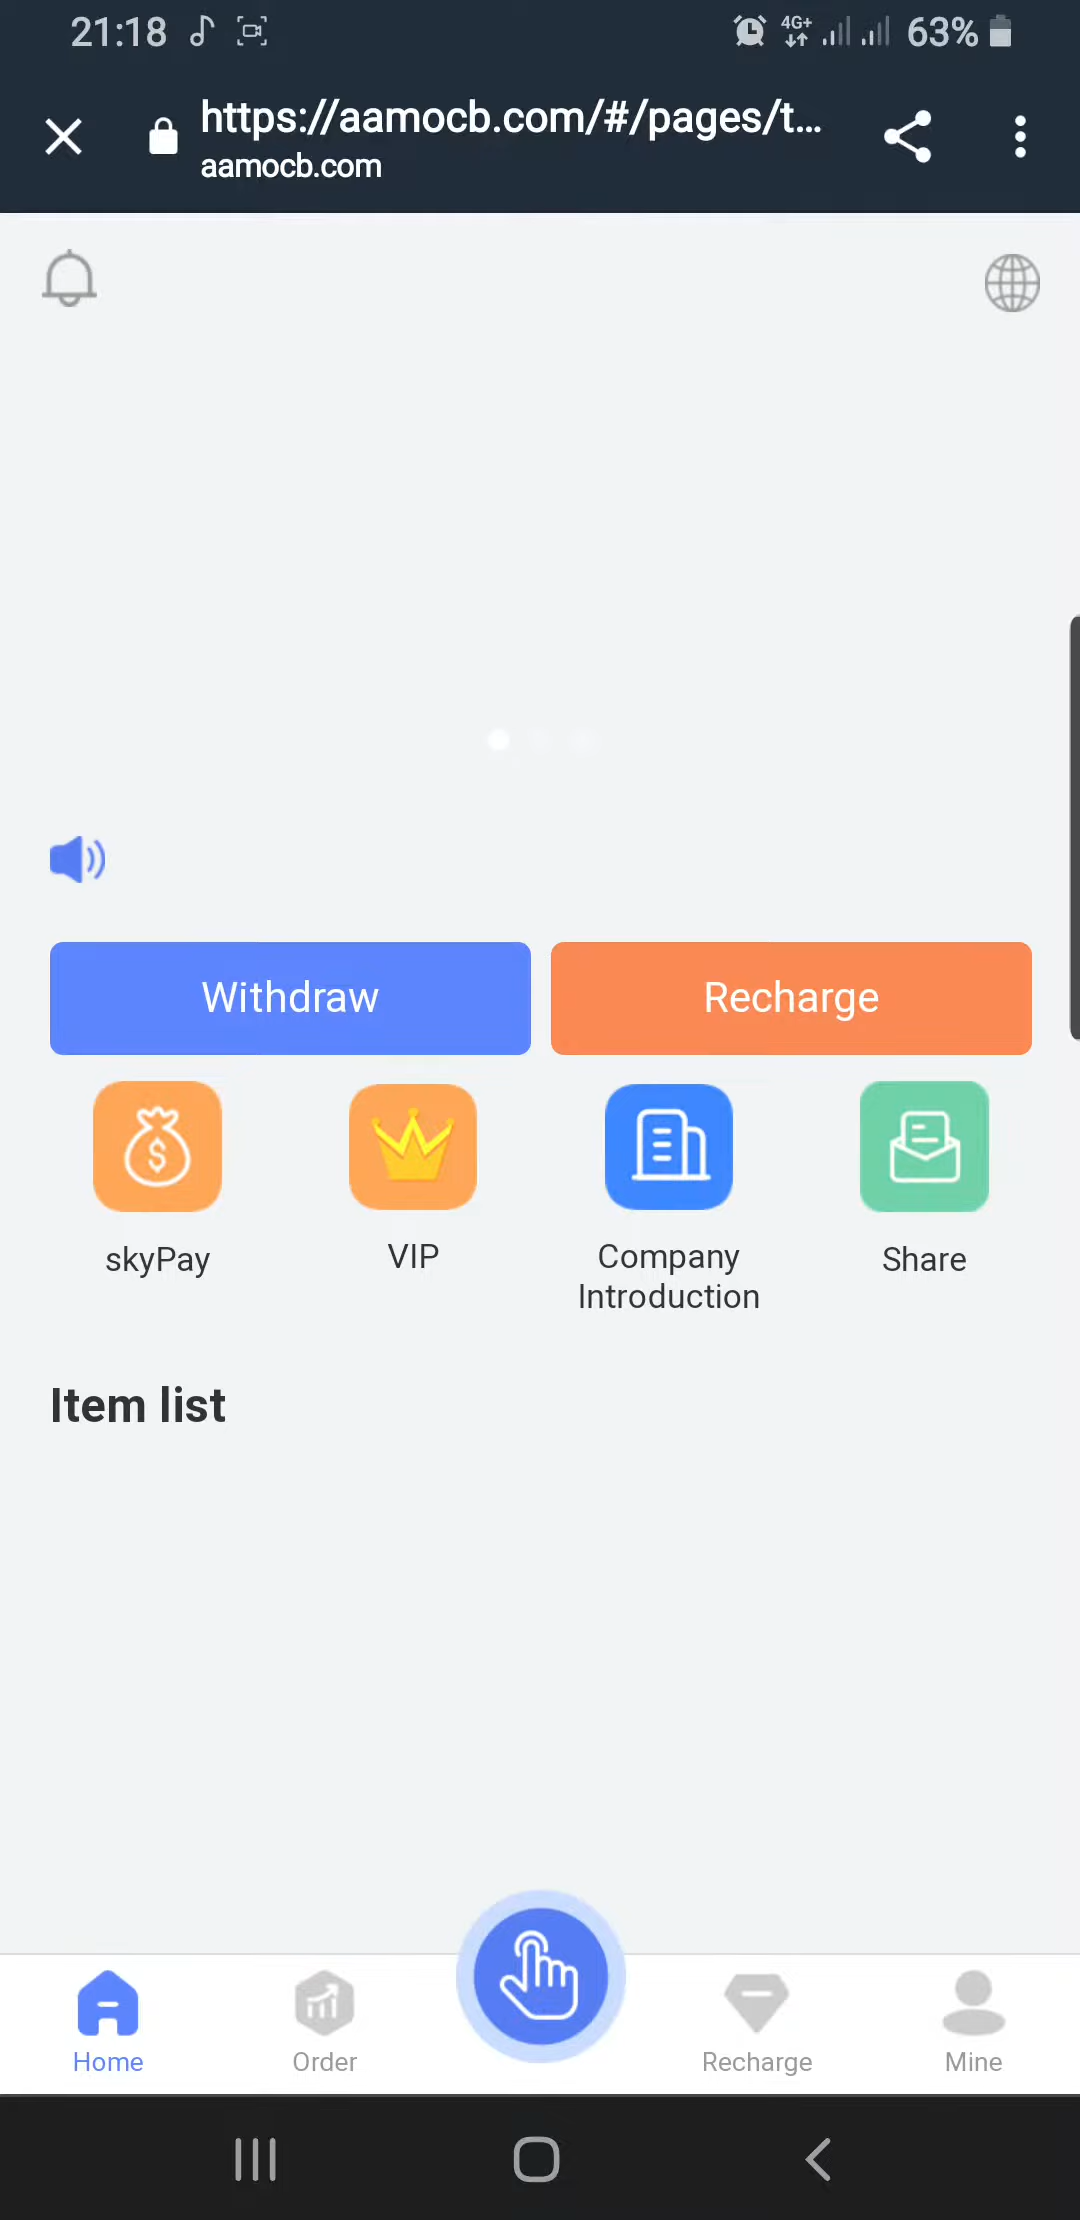 21:18
4G+
63%
https://aamocb.com/#/pages/t...
aamocb.com
Withdraw
Recharge
skyPay
VIP
Company
Introduction
Share
Item list
Home
Order
Recharge
Mine